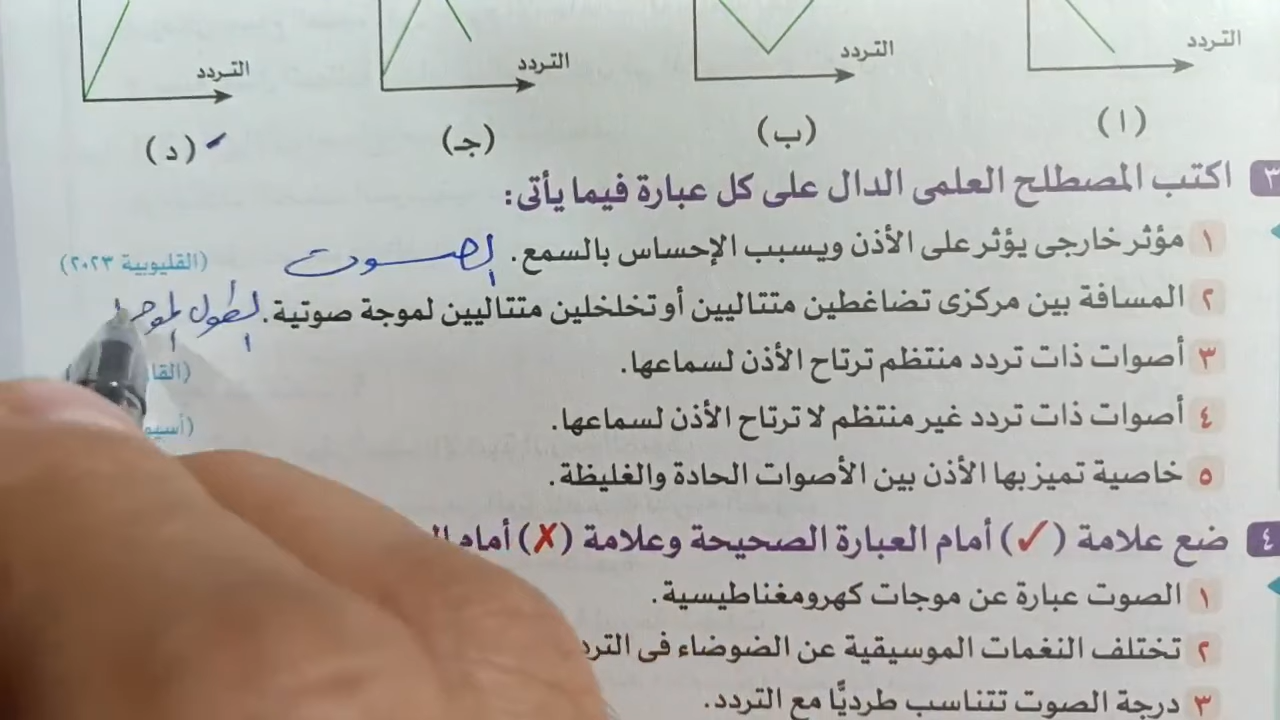 التردد
التردد
التردد
التردد
(ا)
(ب)
(جـ)
(د)
٣ اكتب المصطلح العلمى الدال على كل عبارة فيما يأتى:
١ مؤثر خارجى يؤثر على الأذن ويسبب الإحساس بالسمع. الصوت (القليوبية ٢٠٢٣)
٢ المسافة بين مركزى تضاغطين متتاليين أو تخلخلين متتاليين لموجة صوتية. الطول
٣ أصوات ذات تردد منتظم ترتاح الأذن لسماعها.
٤ أصوات ذات تردد غير منتظم لا ترتاح الأذن لسماعها.
٥ خاصية تميز بها الأذن بين الأصوات الحادة والغليظة.
٤ ضع علامة (✓) أمام العبارة الصحيحة وعلامة (✗) أمام
١ الصوت عبارة عن موجات كهرومغناطيسية.
٢ تختلف النغمات الموسيقية عن الضوضاء فى
٣ درجة الصوت تتناسب طرديًّا مع التردد.